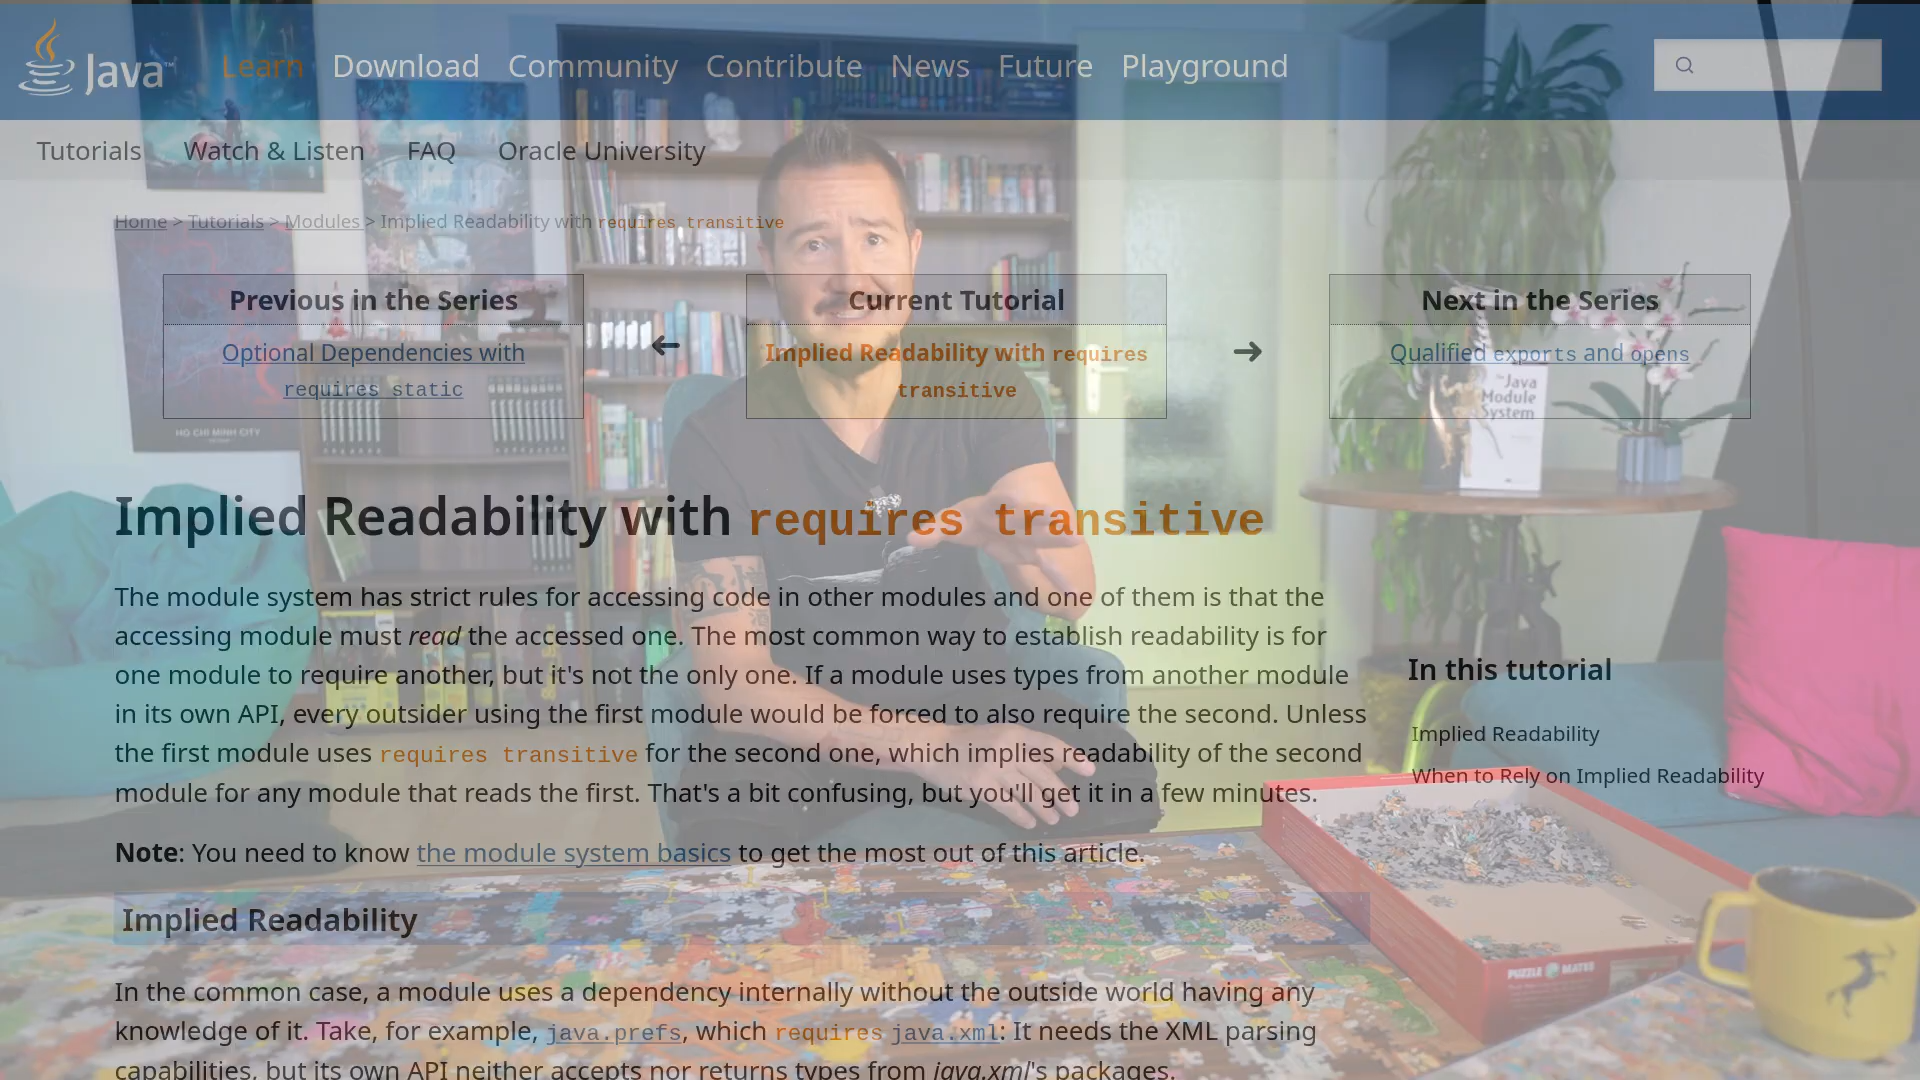 Java Learn Download Community Contribute News Future Playground
Tutorials Watch & Listen FAQ Oracle University
Home > Tutorials > Modules > Implied Readability with requires transitive
Previous in the Series
Optional Dependencies with
requires static
Current Tutorial
Implied Readability with requires
transitive
Next in the Series
Qualified exports and opens
The
Java
Module
System
HO CHI MINH CITY
Implied Readability with requires transitive
The module system has strict rules for accessing code in other modules and one of them is that the
accessing module must read the accessed one. The most common way to establish readability is for
one module to require another, but it's not the only one. If a module uses types from another module
in its own API, every outsider using the first module would be forced to also require the second. Unless
the first module uses requires transitive for the second one, which implies readability of the second
module for any module that reads the first. That's a bit confusing, but you'll get it in a few minutes.
In this tutorial
Implied Readability
When to Rely on Implied Readability
Note: You need to know the module system basics to get the most out of this article.
Implied Readability
In the common case, a module uses a dependency internally without the outside world having any
knowledge of it. Take, for example, java.prefs, which requires java.xml: It needs the XML parsing
capabilities, but its own API neither accepts nor returns types from java.xml's packages.
PUZZLE MATES